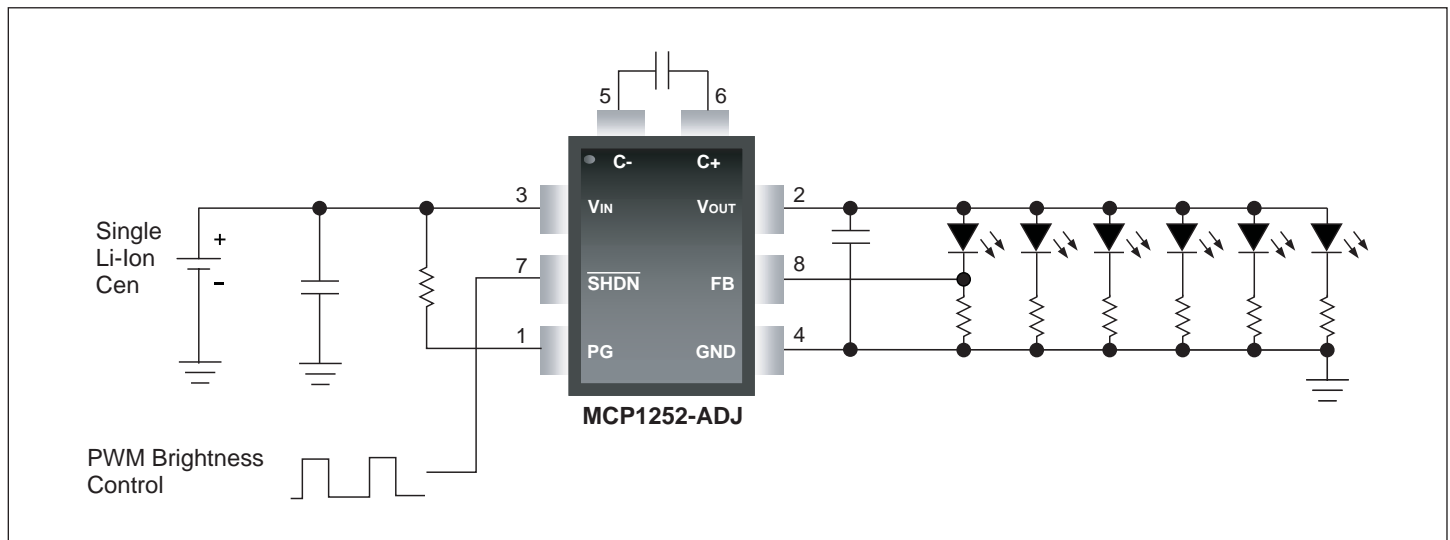 5
6
C-
C+
3
VIN
VOUT
2
Single
Li-Ion
Cen
+
-
7
SHDN
FB
8
1
PG
GND
4
MCP1252-ADJ
PWM Brightness
Control